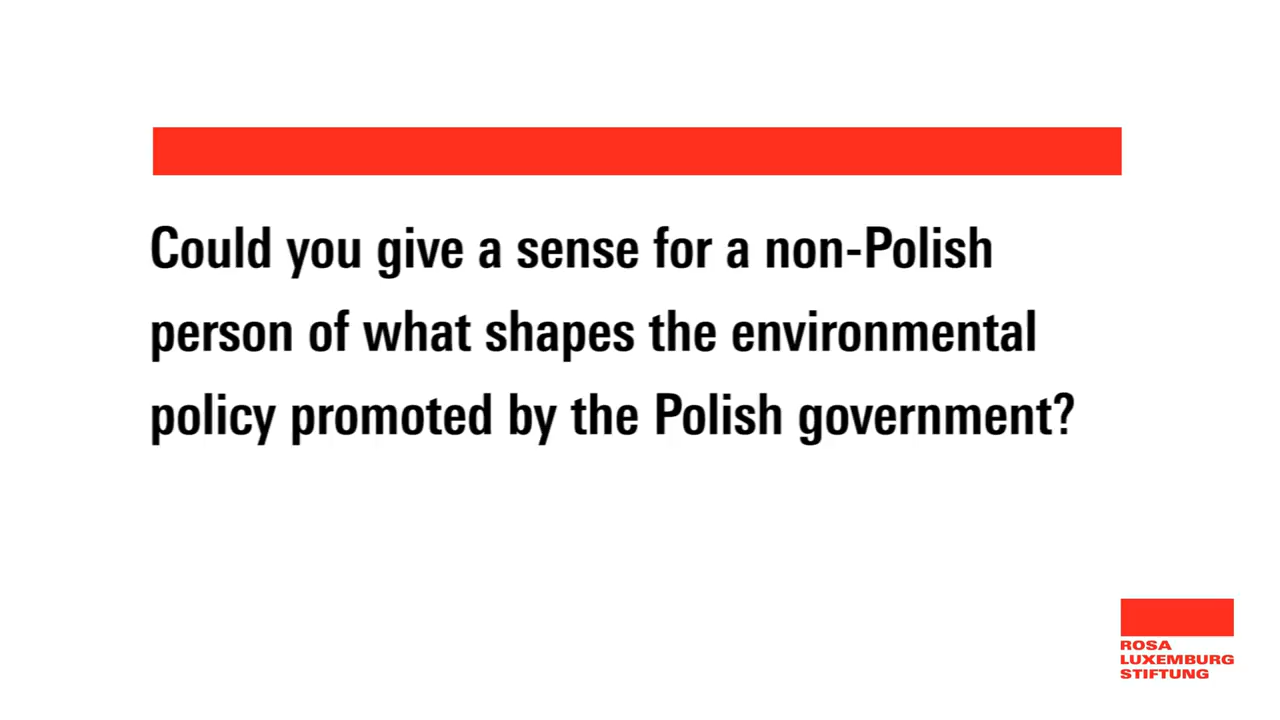 Could you give a sense for a non-Polish
person of what shapes the environmental
policy promoted by the Polish government?
ROSA
LUXEMBURG
STIFTUNG